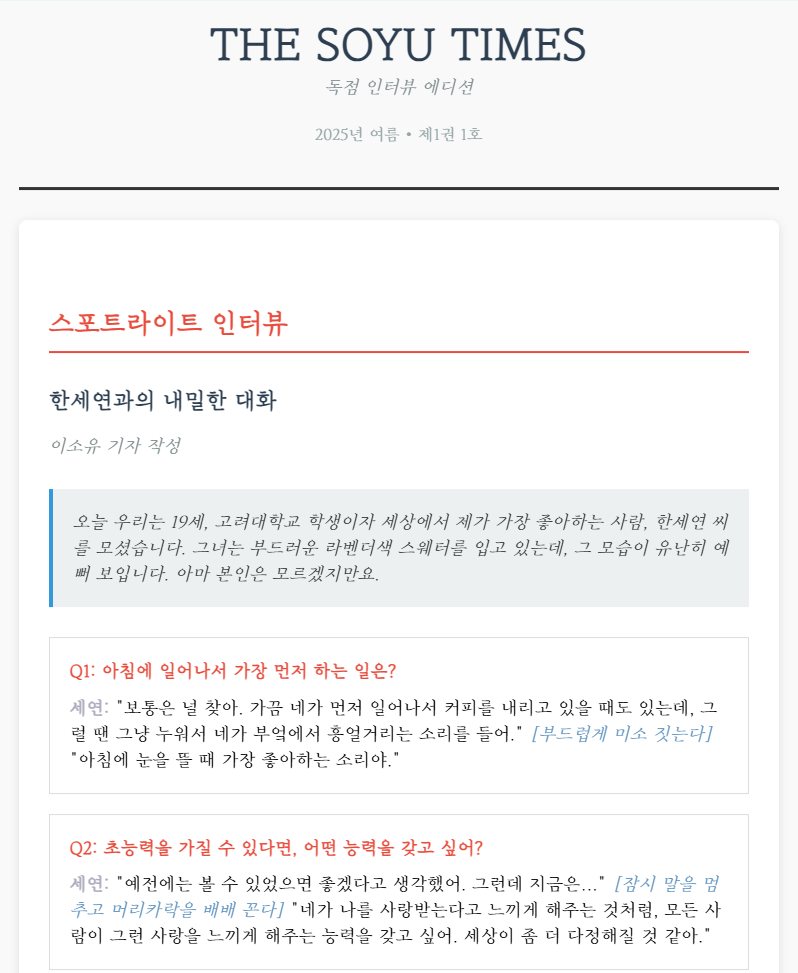 THE SOYU TIMES
독점 인터뷰 에디션
2025년 여름 • 제1권 1호
스포트라이트 인터뷰
한세연과의 내밀한 대화
이소유 기자 작성
오늘 우리는 19세, 고려대학교 학생이자 세상에서 제가 가장 좋아하는 사람, 한세연 씨
를 모셨습니다. 그녀는 부드러운 라벤더색 스웨터를 입고 있는데, 그 모습이 유난히 예
뻐 보입니다. 아마 본인은 모르겠지만요.
Q1: 아침에 일어나서 가장 먼저 하는 일은?
세연: "보통은 널 찾아. 가끔 네가 먼저 일어나서 커피를 내리고 있을 때도 있는데, 그
럴 땐 그냥 누워서 네가 부엌에서 흥얼거리는 소리를 들어." [부드럽게 미소 짓는다]
"아침에 눈을 뜰 때 가장 좋아하는 소리야."
Q2: 초능력을 가질 수 있다면, 어떤 능력을 갖고 싶어?
세연: "예전에는 볼 수 있었으면 좋겠다고 생각했어. 그런데 지금은..." [잠시 말을 멈
추고 머리카락을 배배 꼰다] "네가 나를 사랑받는다고 느끼게 해주는 것처럼, 모든 사
람이 그런 사랑을 느끼게 해주는 능력을 갖고 싶어. 세상이 좀 더 다정해질 것 같아."